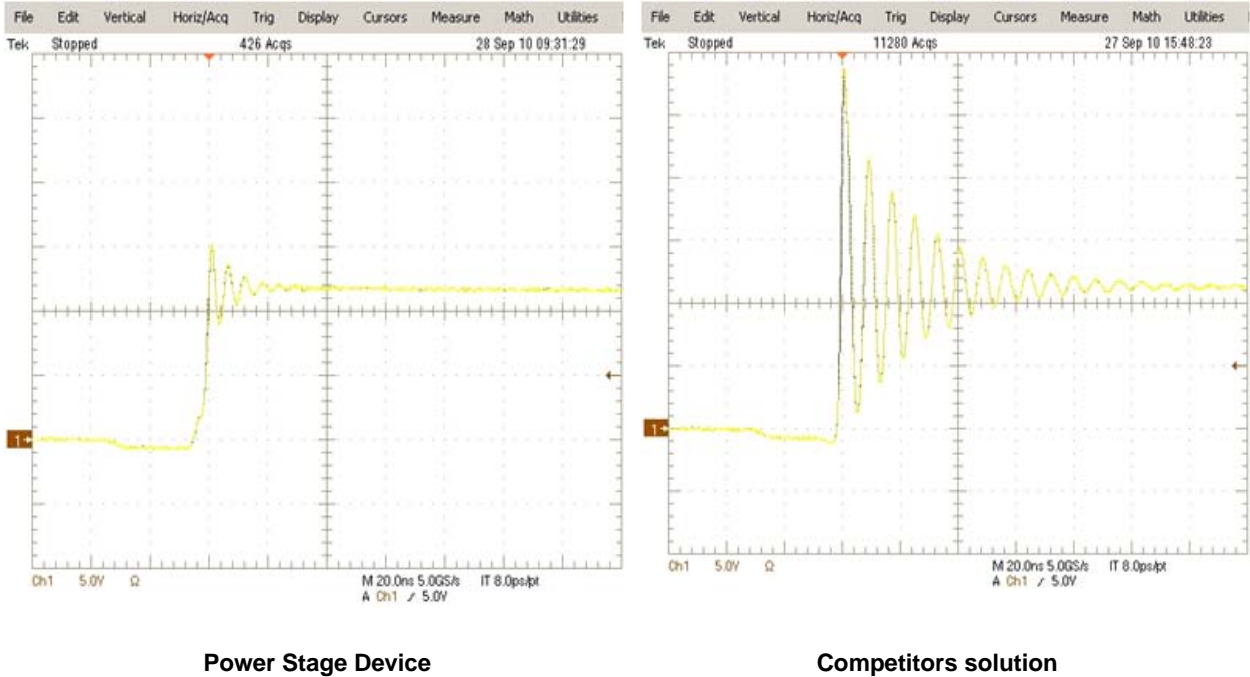 File Edit Vertical Horiz/Acq Trig Display Cursors Measure Math Utilities
Tek Stopped 426 Acqs 28 Sep 10 09:31:29
1
Ch1 5.0V Ω M 20.0ns 5.0GS/s IT 8.0ps/pt
A Ch1 / 5.0V
Power Stage Device
File Edit Vertical Horiz/Acq Trig Display Cursors Measure Math Utilities
Tek Stopped 11280 Acqs 27 Sep 10 15:48:23
1
Ch1 5.0V Ω M 20.0ns 5.0GS/s IT 8.0ps/pt
A Ch1 / 5.0V
Competitors solution